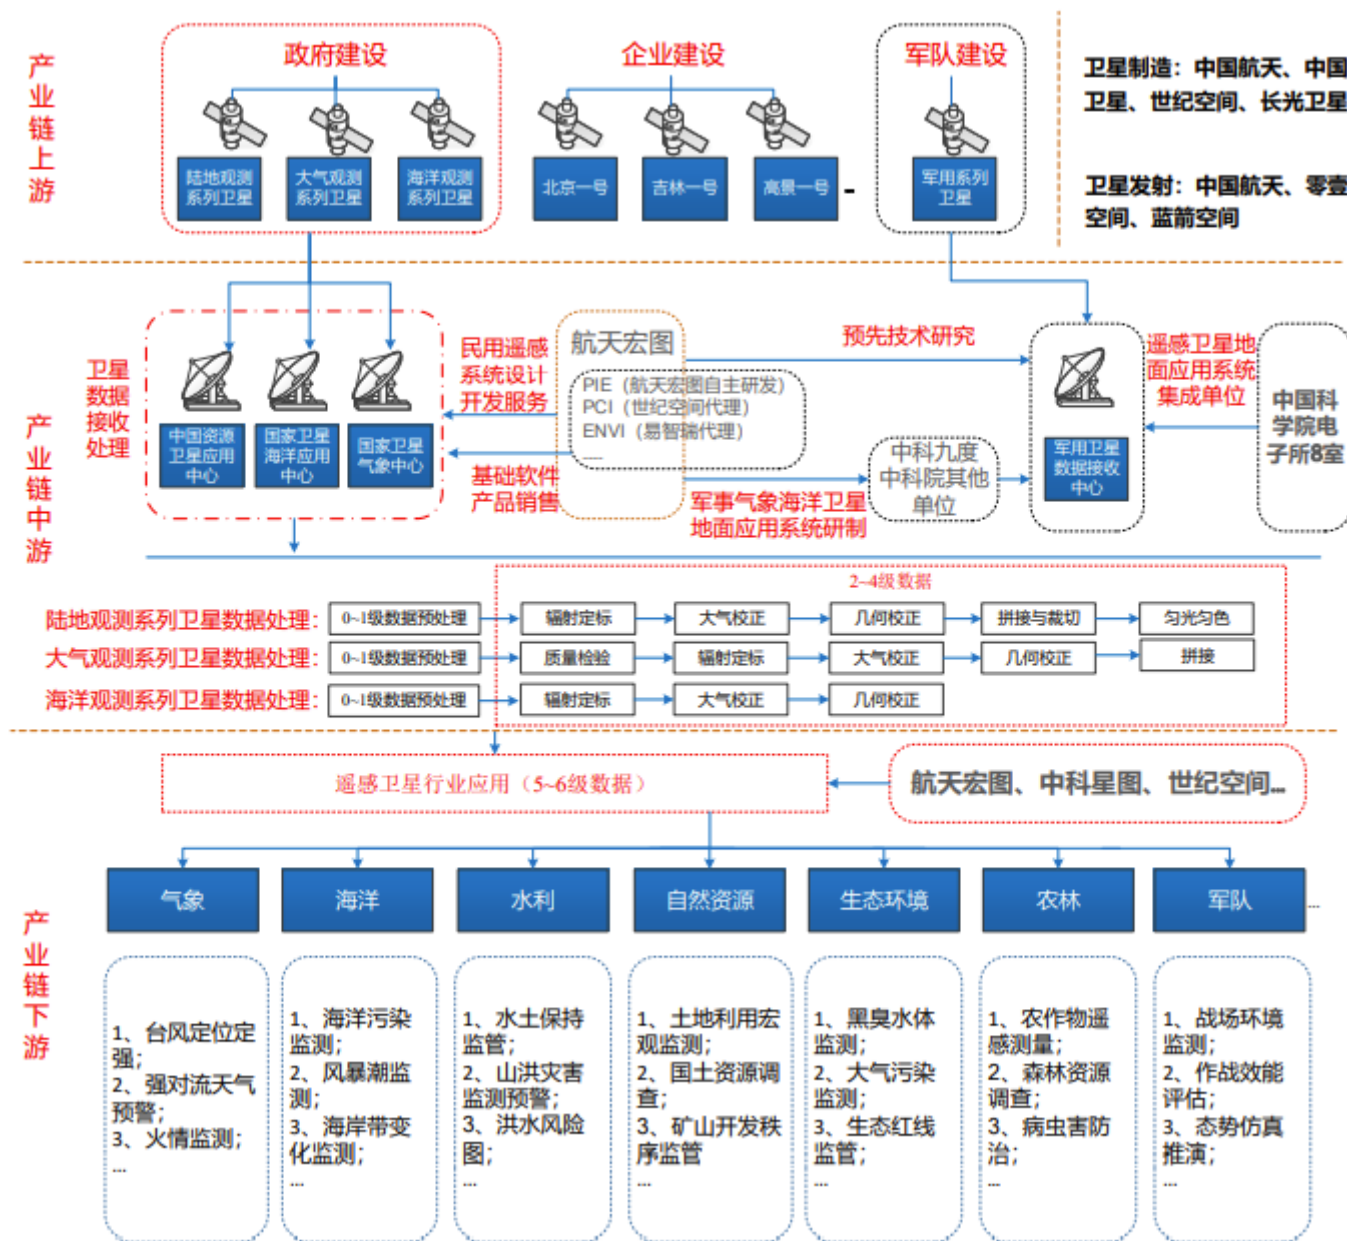 产业链上游
政府建设
企业建设
军队建设
陆地观测
系列卫星
大气观测
系列卫星
海洋观测
系列卫星
北京一号
吉林一号
高景一号
军用系列
卫星
卫星制造：中国航天、中国
卫星、世纪空间、长光卫星
卫星发射：中国航天、零壹
空间、蓝箭空间
产业链中游
卫星
数据
接收
处理
中国资源
卫星应用
中心
国家卫星
海洋应用
中心
国家卫星
气象中心
民用遥感
系统设计
开发服务
基础软件
产品销售
航天宏图
PIE（航天宏图自主研发）
PCI（世纪空间代理）
ENVI（易智瑞代理）
......
预先技术研究
军事气象海洋卫星
地面应用系统研制
中科九度
中科院其他
单位
军用卫星
数据接收
中心
遥感卫星地
面应用系统
集成单位
中国科
学院电
子所8室
2~4级数据
陆地观测系列卫星数据处理： 0~1级数据预处理 辐射定标 大气校正 几何校正 拼接与裁切 匀光匀色
大气观测系列卫星数据处理： 0~1级数据预处理 质量检验 辐射定标 大气校正 几何校正 拼接
海洋观测系列卫星数据处理： 0~1级数据预处理 辐射定标 大气校正 几何校正
遥感卫星行业应用（5~6级数据）
航天宏图、中科星图、世纪空间...
产业链下游
气象
海洋
水利
自然资源
生态环境
农林
军队
...
1、台风定位定
强；
2、强对流天气
预警；
3、火情监测；
...
1、海洋污染
监测；
2、风暴潮监
测；
3、海岸带变
化监测；
...
1、水土保持
监管；
2、山洪灾害
监测预警；
3、洪水风险
图；
...
1、土地利用宏
观监测；
2、国土资源调
查；
3、矿山开发秩
序监管
...
1、黑臭水体
监测；
2、大气污染
监测；
3、生态红线
监管；
...
1、农作物遥
感测量；
2、森林资源
调查；
3、病虫害防
治；
...
1、战场环境
监测；
2、作战效能
评估；
3、态势仿真
推演；
...